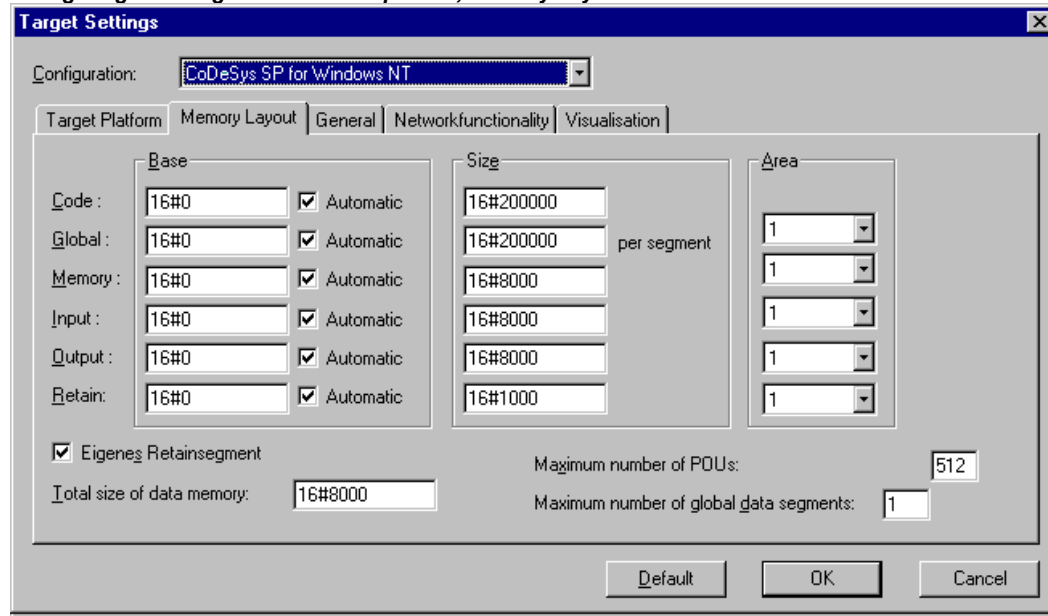 Target Settings
Configuration: CoDeSys SP for Windows NT
Target Platform Memory Layout General Networkfunctionality Visualisation
Base Size Area
Code : 16#0 Automatic 16#200000
Global : 16#0 Automatic 16#200000 per segment 1
Memory : 16#0 Automatic 16#8000 1
Input : 16#0 Automatic 16#8000 1
Output : 16#0 Automatic 16#8000 1
Retain: 16#0 Automatic 16#1000 1
Eigenes Retainsegment Maximum number of POUs: 512
Total size of data memory: 16#8000 Maximum number of global data segments: 1
Default OK Cancel